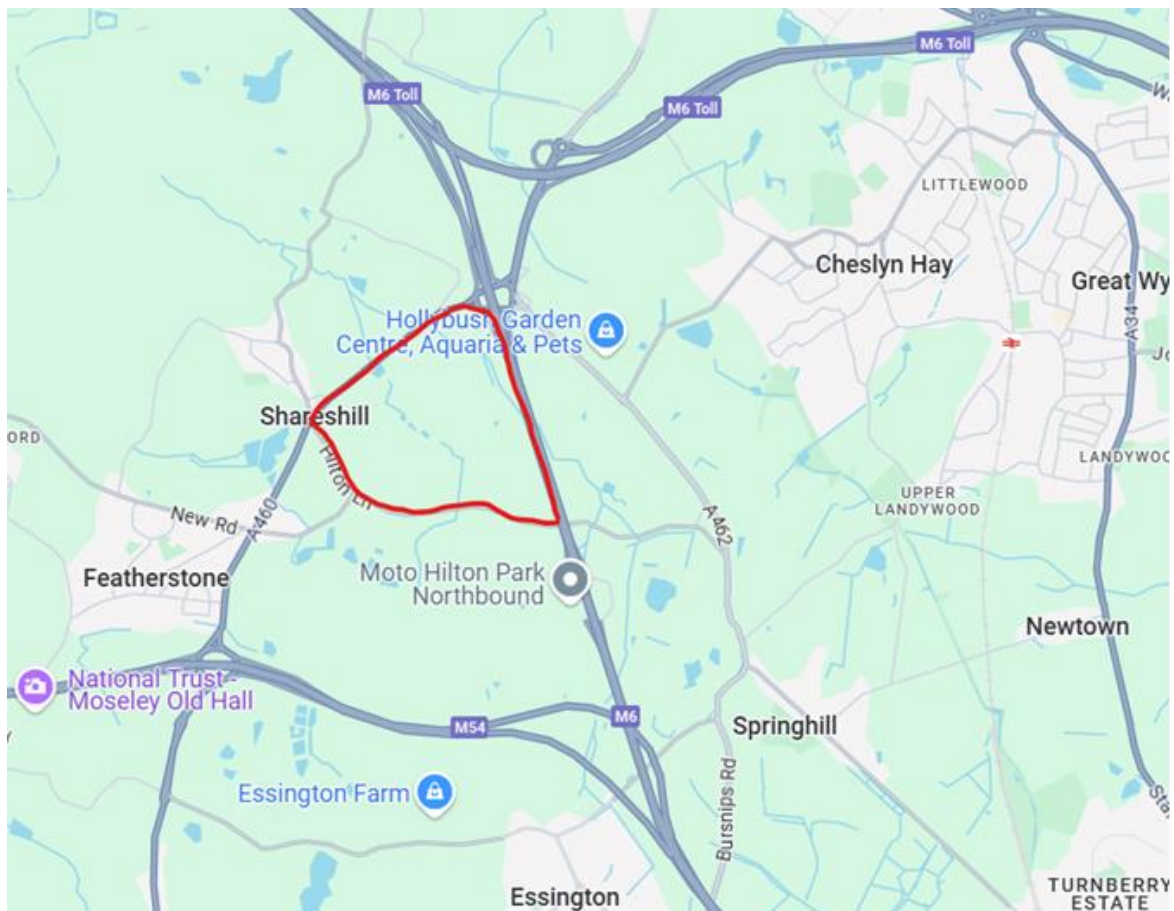 M6 Toll
M6 Toll
M6 Toll
LITTLEWOOD
Cheslyn Hay
Great Wy
A34
Hollybush Garden
Centre, Aquaria & Pets
Shareshill
ORD
Hilton Ln
LANDYWOO
UPPER
LANDYWOOD
New Rd
A460
A462
Featherstone
Moto Hilton Park
Northbound
Newtown
National Trust -
Moseley Old Hall
M54
M6
Springhill
Essington Farm
Bursnips Rd
Essington
TURNBERRY
ESTATE